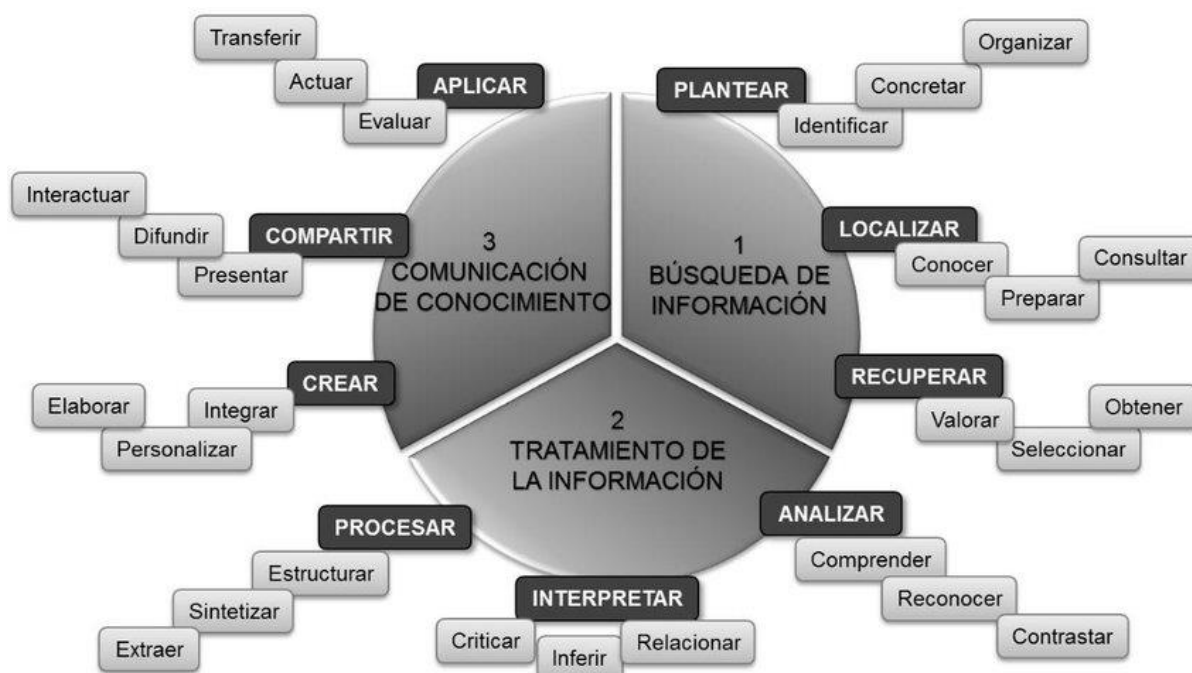 PLANTEAR
Identificar
Concretar
Organizar
LOCALIZAR
Conocer
Preparar
Consultar
RECUPERAR
Valorar
Seleccionar
Obtener
1
BÚSQUEDA DE
INFORMACIÓN
ANALIZAR
Comprender
Reconocer
Contrastar
INTERPRETAR
Criticar
Inferir
Relacionar
PROCESAR
Estructurar
Sintetizar
Extraer
2
TRATAMIENTO DE
LA INFORMACIÓN
CREAR
Integrar
Personalizar
Elaborar
COMPARTIR
Presentar
Difundir
Interactuar
APLICAR
Evaluar
Actuar
Transferir
3
COMUNICACIÓN
DE CONOCIMIENTO